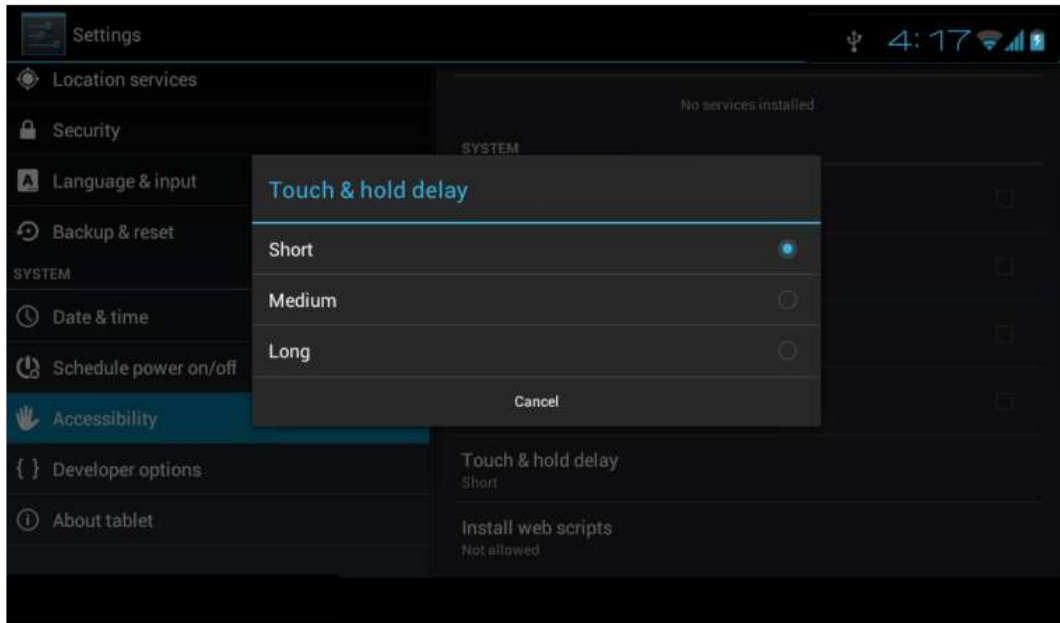 Settings
4:17
Location services
Security
Language & input
Backup & reset
SYSTEM
Date & time
Schedule power on/off
Accessibility
{ } Developer options
About tablet
No services installed
SYSTEM
Touch & hold delay
Short
Medium
Long
Cancel
Touch & hold delay
Short
Install web scripts
Not allowed